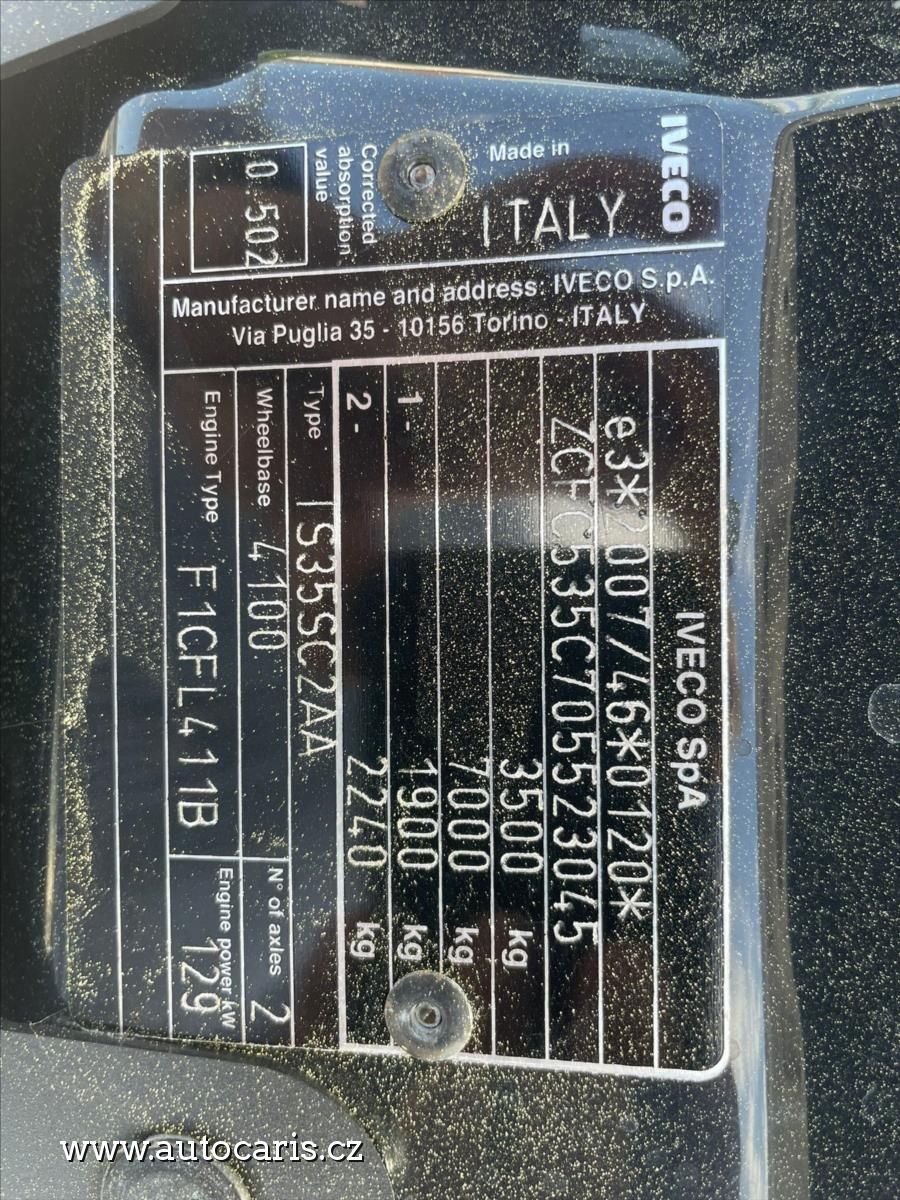 IVECO SpA
e3*2007/46*0120*
ZCFC535C705523045
3500 kg
7000 kg
1- 1900 kg
2- 2240 kg
Type IS35SC2AA
Wheelbase 4100 N° of axles 2
Engine Type F1CFL411B Engine power kW 129
IVECO
Made in
ITALY
Corrected
absorption
value
0.502
Manufacturer name and address: IVECO S.p.A.
Via Puglia 35 - 10156 Torino - ITALY
www.autocaris.cz